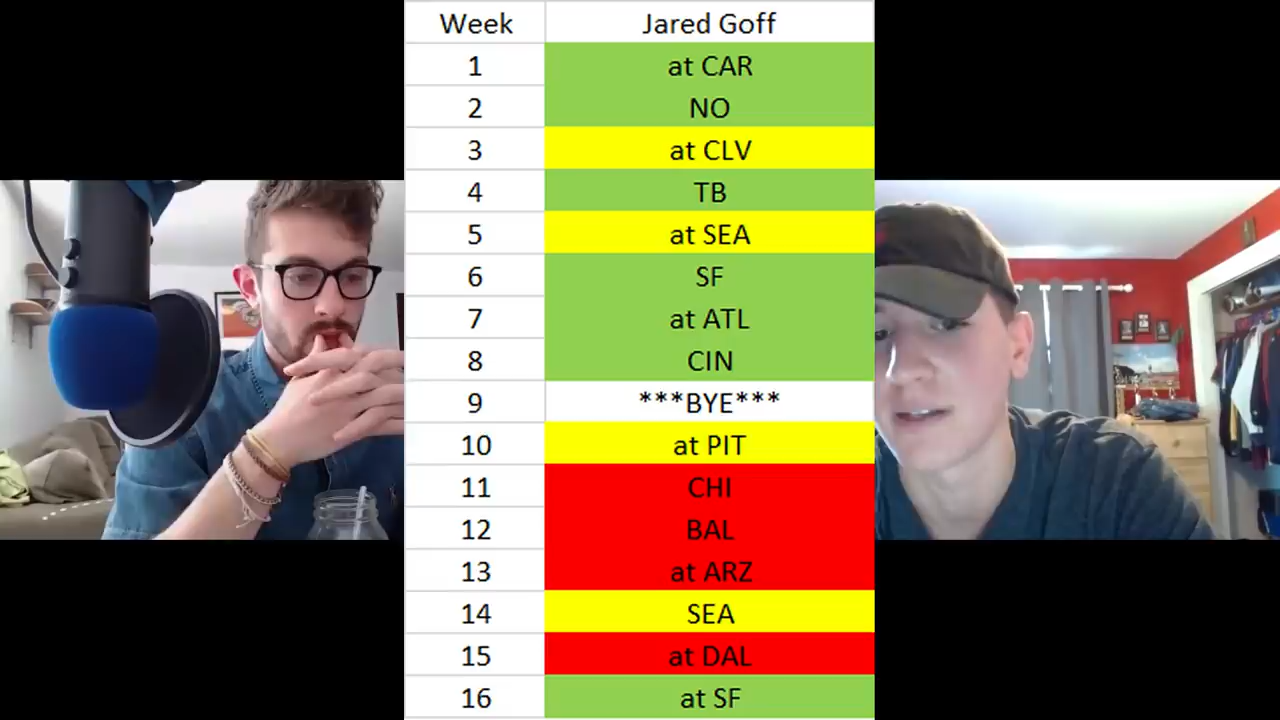 Week Jared Goff
1 at CAR
2 NO
3 at CLV
4 TB
5 at SEA
6 SF
7 at ATL
8 CIN
9 ***BYE***
10 at PIT
11 CHI
12 BAL
13 at ARZ
14 SEA
15 at DAL
16 at SF